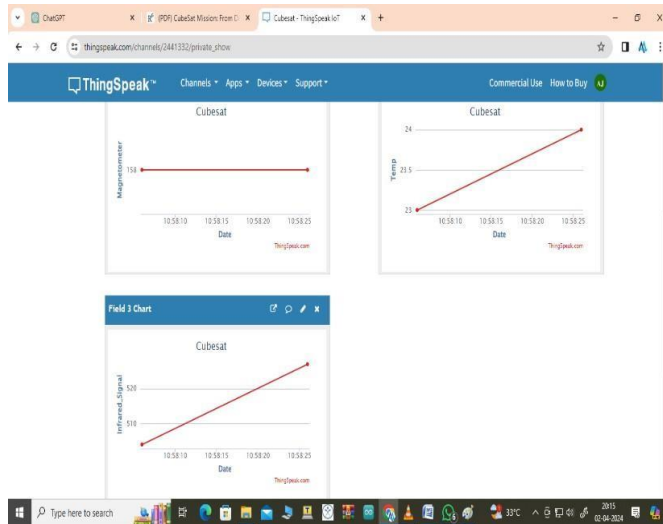 ChatGPT
(PDF) CubeSat Mission: From D
Cubesat - ThingSpeak IoT
thingspeak.com/channels/2441332/private_show
ThingSpeak™
Channels
Apps
Devices
Support
Commercial Use
How to Buy
AJ
Cubesat
Magnetometer
158
10:58:10 10:58:15 10:58:20 10:58:25
Date
ThingSpeak.com
Cubesat
Temp
24
23.5
23
10:58:10 10:58:15 10:58:20 10:58:25
Date
ThingSpeak.com
Field 3 Chart
Cubesat
Infrared_Signal
520
510
10:58:10 10:58:15 10:58:20 10:58:25
Date
ThingSpeak.com
Type here to search
33°C
20:15
02-04-2024